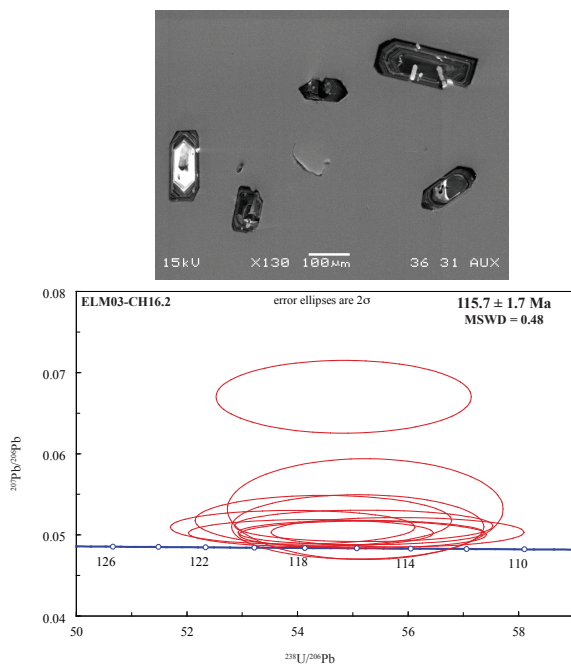 15kV X130 100µm 36 31 AUX
0.08
ELM03-CH16.2 error ellipses are 2σ 115.7 ± 1.7 Ma
MSWD = 0.48
0.07
0.06
0.05
0.04
²⁰⁷Pb/²⁰⁶Pb
126 122 118 114 110
50 52 54 56 58
²³⁸U/²⁰⁶Pb